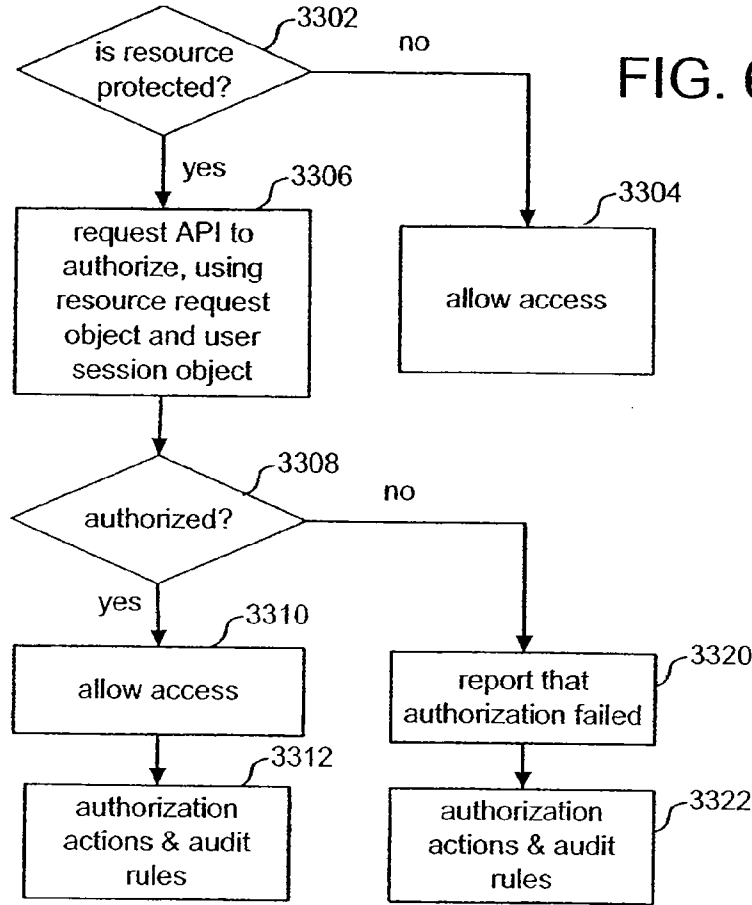 3302
is resource
protected?
no
FIG. 6
yes
3306
request API to
authorize, using
resource request
object and user
session object
3304
allow access
3308
authorized?
no
yes
3310
allow access
3320
report that
authorization failed
3312
authorization
actions & audit
rules
3322
authorization
actions & audit
rules